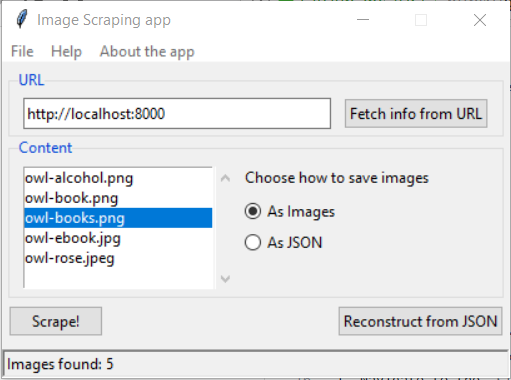 Image Scraping app
File Help About the app
URL
http://localhost:8000 Fetch info from URL
Content
owl-alcohol.png
owl-book.png
owl-books.png
owl-ebook.jpg
owl-rose.jpeg
Choose how to save images
As Images
As JSON
Scrape! Reconstruct from JSON
Images found: 5